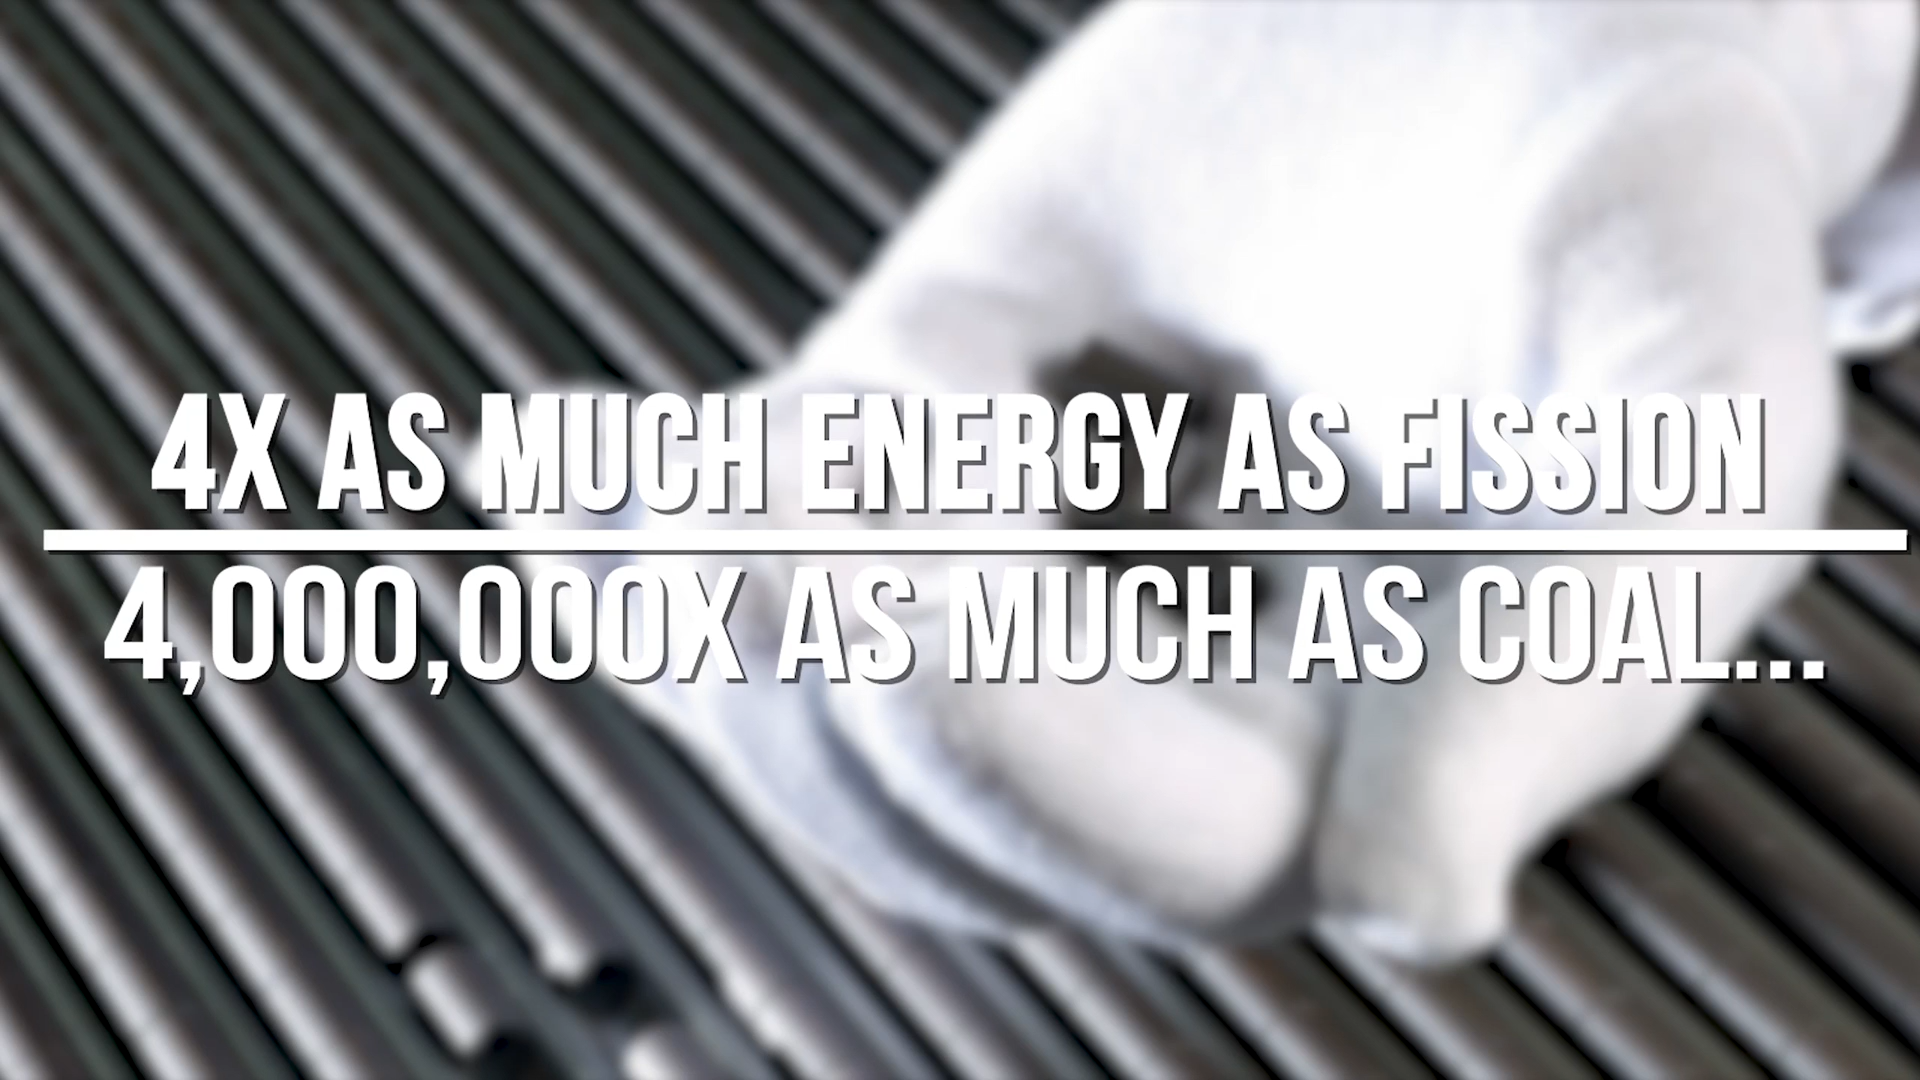 4X AS MUCH ENERGY AS FISSION
4,000,000X AS MUCH AS COAL...